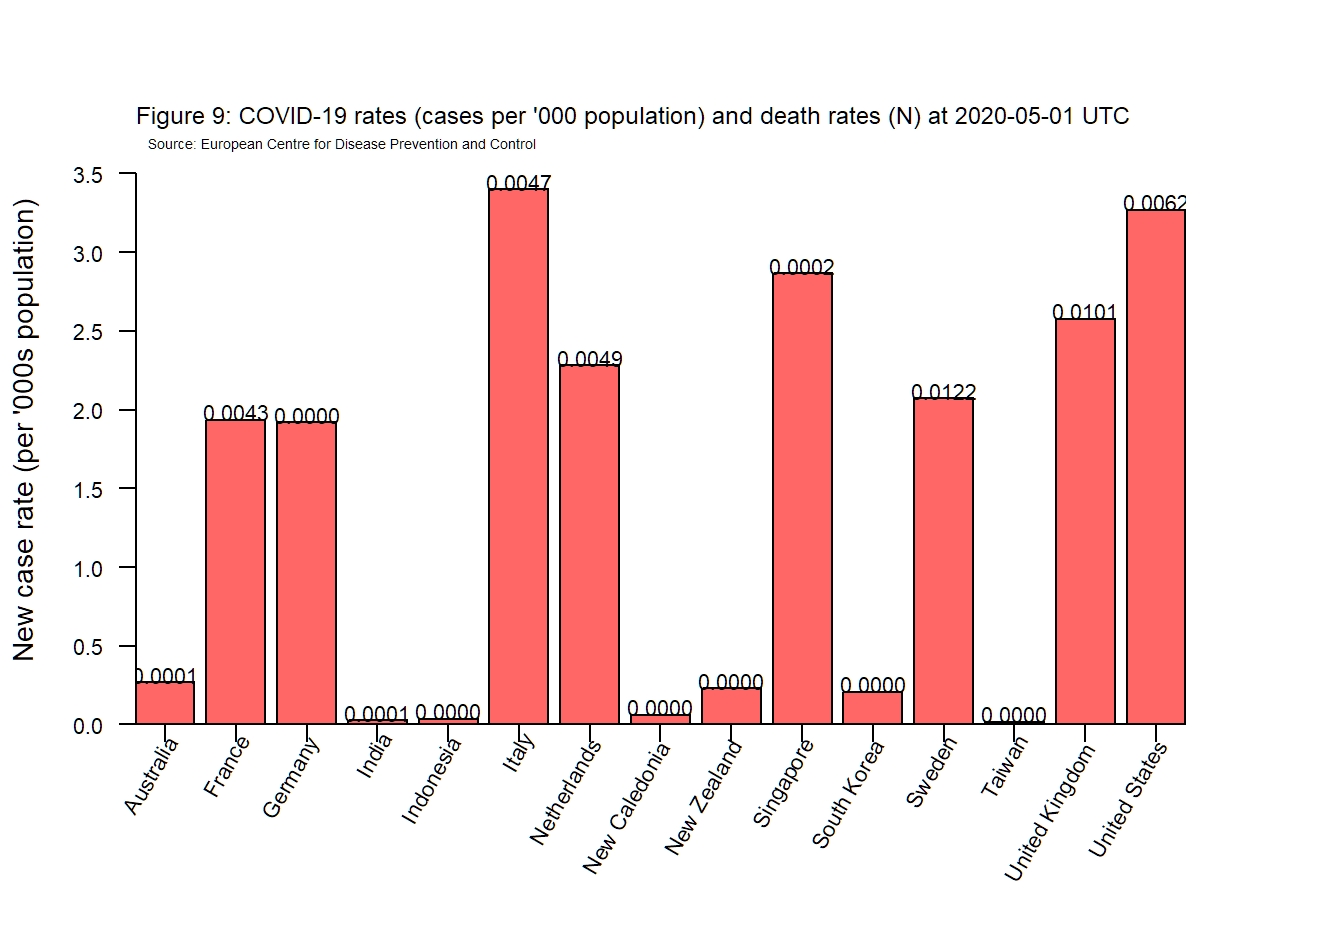 Figure 9: COVID-19 rates (cases per '000 population) and death rates (N) at 2020-05-01 UTC
Source: European Centre for Disease Prevention and Control
New case rate (per '000s population)
3.5
3.0
2.5
2.0
1.5
1.0
0.5
0.0
0.0001
0.0043
0.0000
0.0001
0.0000
0.0047
0.0049
0.0000
0.0000
0.0002
0.0000
0.0122
0.0000
0.0101
0.0062
Australia
France
Germany
India
Indonesia
Italy
Netherlands
New Caledonia
New Zealand
Singapore
South Korea
Sweden
Taiwan
United Kingdom
United States